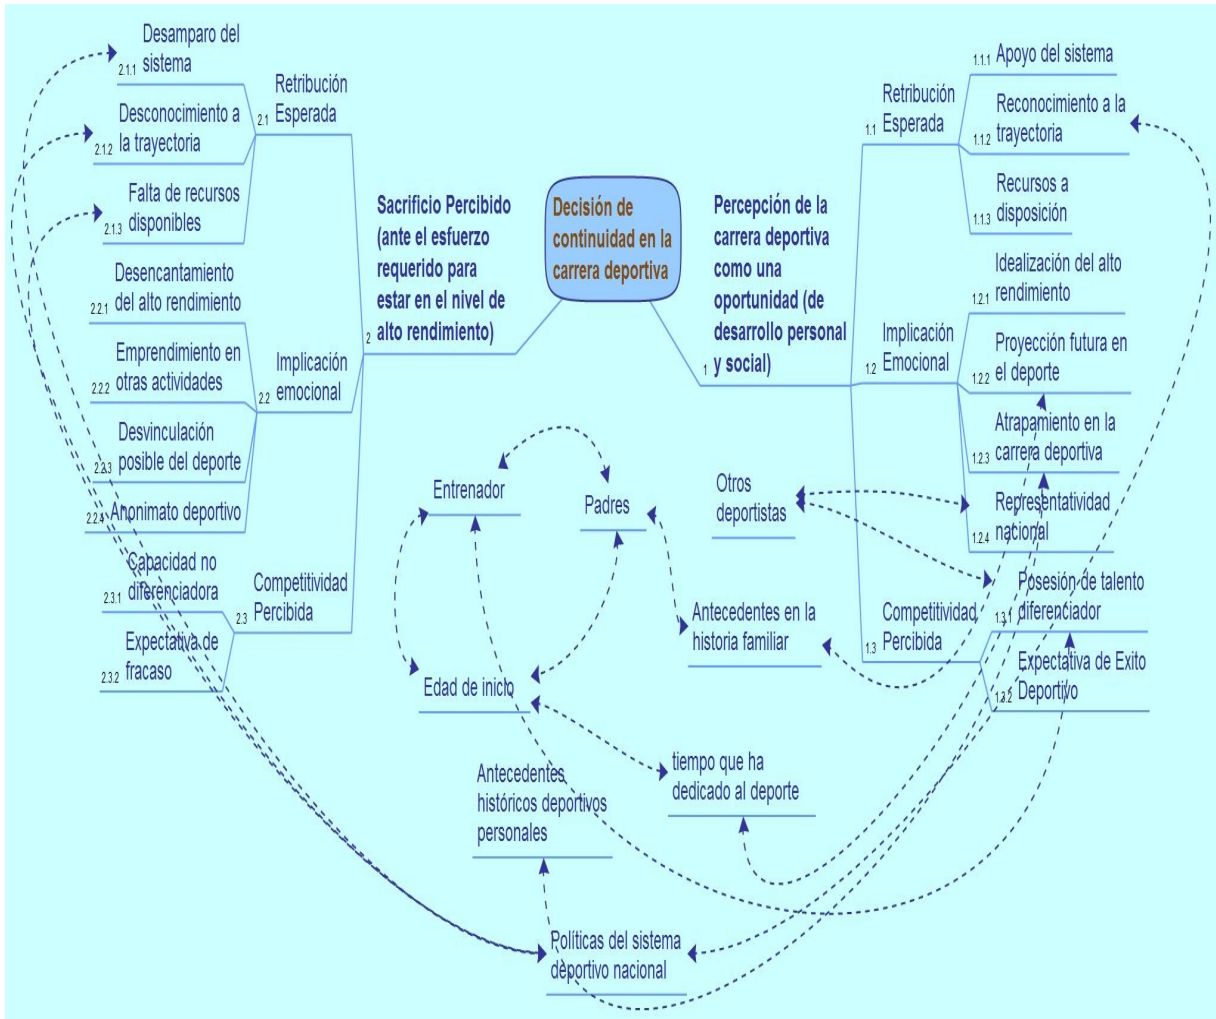 Decisión de
continuidad en la
carrera deportiva
Sacrificio Percibido
(ante el esfuerzo
requerido para
estar en el nivel de
alto rendimiento)
2
Retribución
Esperada
2.1
Desamparo del
sistema
2.1.1
Desconocimiento a
la trayectoria
2.1.2
Falta de recursos
disponibles
2.1.3
Implicación
emocional
2.2
Desencantamiento
del alto rendimiento
2.2.1
Emprendimiento en
otras actividades
2.2.2
Desvinculación
posible del deporte
2.2.3
Anonimato deportivo
2.2.4
Competitividad
Percibida
2.3
Capacidad no
diferenciadora
2.3.1
Expectativa de
fracaso
2.3.2
Percepción de la
carrera deportiva
como una
oportunidad (de
desarrollo personal
y social)
1
Retribución
Esperada
1.1
Apoyo del sistema
1.1.1
Reconocimiento a la
trayectoria
1.1.2
Recursos a
disposición
1.1.3
Implicación
Emocional
1.2
Idealización del alto
rendimiento
1.2.1
Proyección futura en
el deporte
1.2.2
Atrapamiento en la
carrera deportiva
1.2.3
Representatividad
nacional
1.2.4
Competitividad
Percibida
1.3
Posesión de talento
diferenciador
1.3.1
Expectativa de Exito
Deportivo
1.3.2
Entrenador
Padres
Otros
deportistas
Antecedentes en la
historia familiar
Edad de inicio
tiempo que ha
dedicado al deporte
Antecedentes
históricos deportivos
personales
Políticas del sistema
deportivo nacional